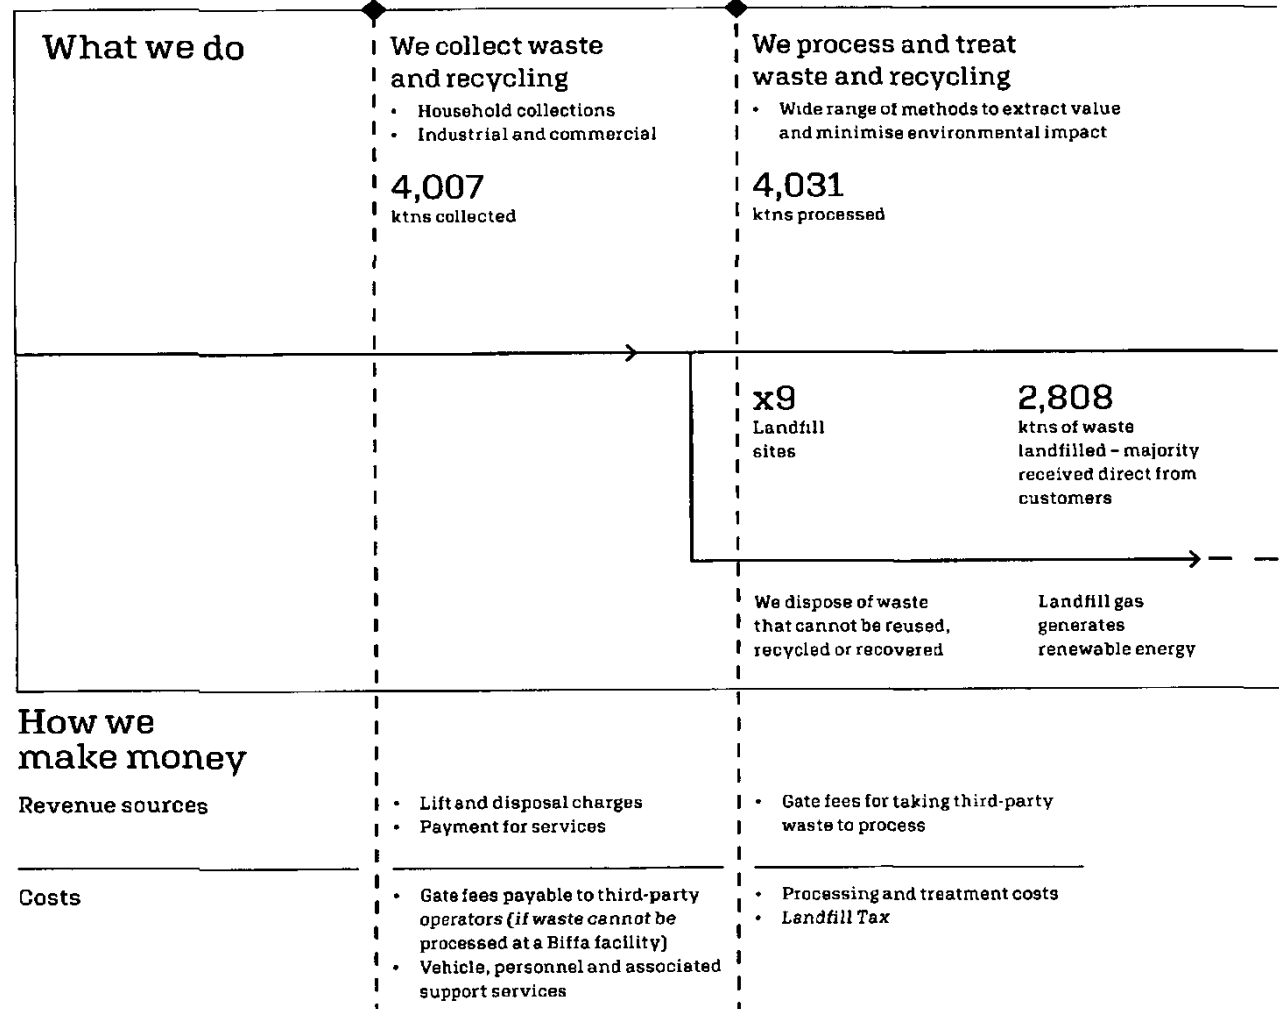 What we do
We collect waste
and recycling
• Household collections
• Industrial and commercial
4,007
ktns collected
We process and treat
waste and recycling
• Wide range of methods to extract value
and minimise environmental impact
4,031
ktns processed
x9
Landfill
sites
2,808
ktns of waste
landfilled – majority
received direct from
customers
We dispose of waste
that cannot be reused,
recycled or recovered
Landfill gas
generates
renewable energy
How we
make money
Revenue sources
• Lift and disposal charges
• Payment for services
• Gate fees for taking third-party
waste to process
Costs
• Gate fees payable to third-party
operators (if waste cannot be
processed at a Biffa facility)
• Vehicle, personnel and associated
support services
• Processing and treatment costs
• Landfill Tax